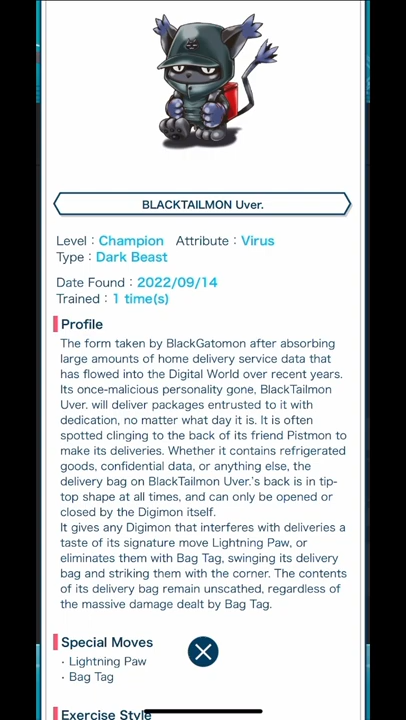 BLACKTAILMON Uver.
Level : Champion Attribute : Virus
Type : Dark Beast
Date Found : 2022/09/14
Trained : 1 time(s)
Profile
The form taken by BlackGatomon after absorbing
large amounts of home delivery service data that
has flowed into the Digital World over recent years.
Its once-malicious personality gone, BlackTailmon
Uver. will deliver packages entrusted to it with
dedication, no matter what day it is. It is often
spotted clinging to the back of its friend Pistmon to
make its deliveries. Whether it contains refrigerated
goods, confidential data, or anything else, the
delivery bag on BlackTailmon Uver.'s back is in tip-
top shape at all times, and can only be opened or
closed by the Digimon itself.
It gives any Digimon that interferes with deliveries a
taste of its signature move Lightning Paw, or
eliminates them with Bag Tag, swinging its delivery
bag and striking them with the corner. The contents
of its delivery bag remain unscathed, regardless of
the massive damage dealt by Bag Tag.
Special Moves
· Lightning Paw
· Bag Tag
Exercise Style